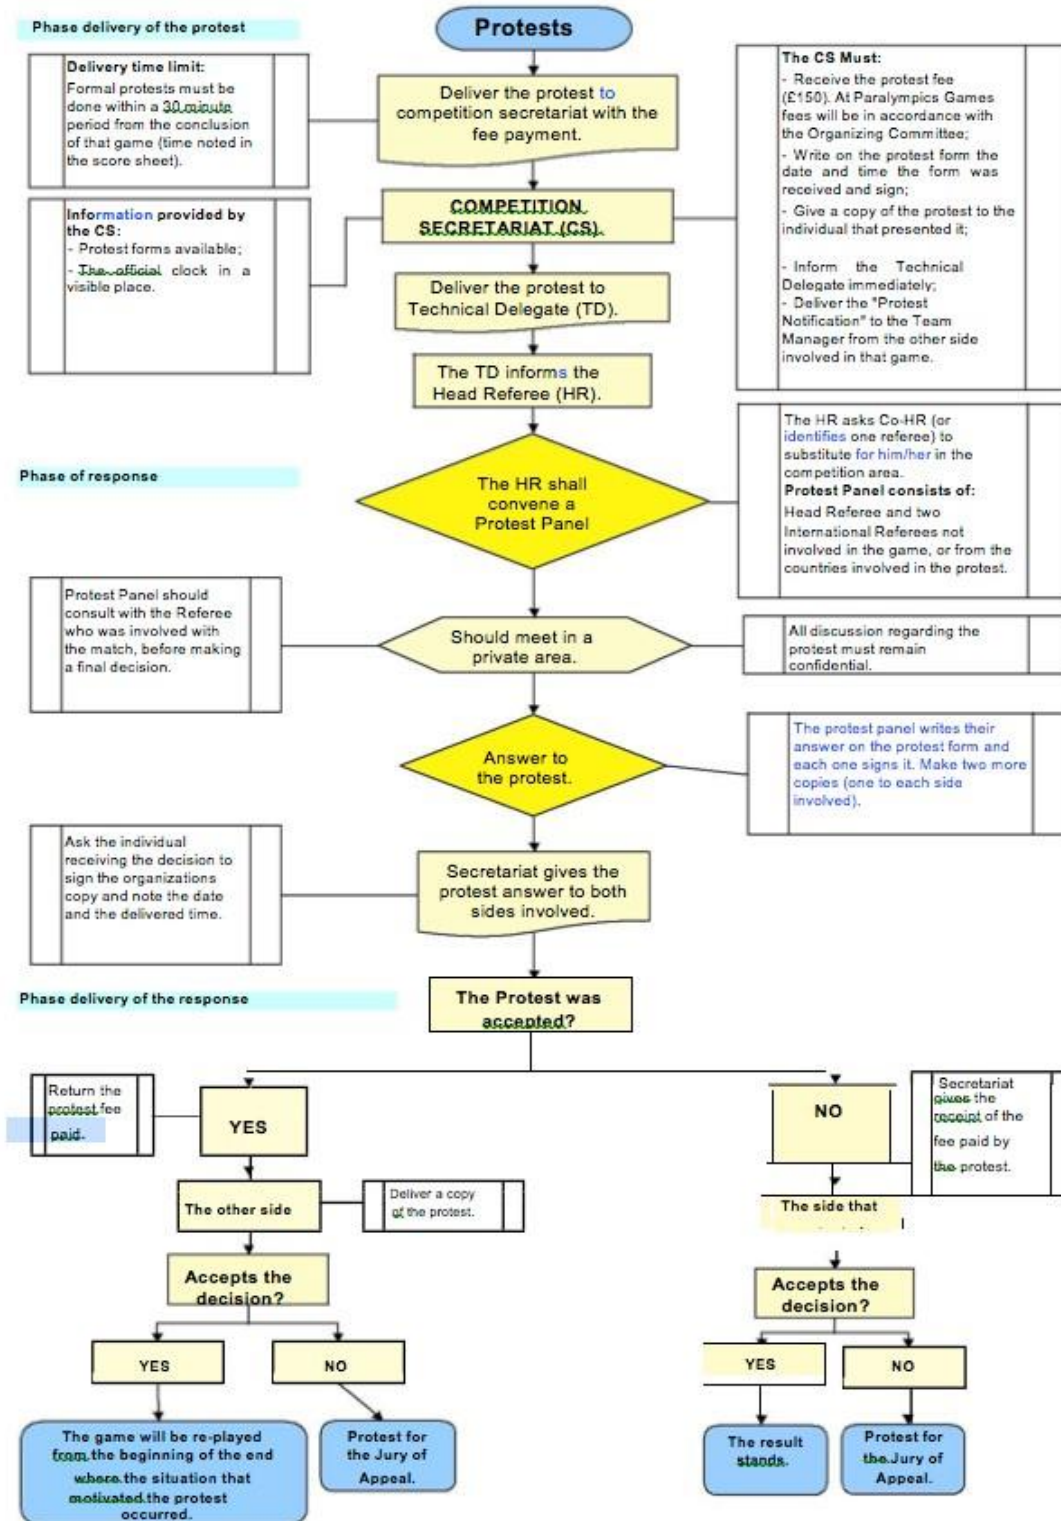 Protests
Phase delivery of the protest
Delivery time limit:
Formal protests must be
done within a 30 minute
period from the conclusion
of that game (time noted in
the score sheet).
Deliver the protest to
competition secretariat with the
fee payment.
The CS Must:
- Receive the protest fee
(£150). At Paralympics Games
fees will be in accordance with
the Organizing Committee;
- Write on the protest form the
date and time the form was
received and sign;
- Give a copy of the protest to the
individual that presented it;
- Inform the Technical
Delegate immediately;
- Deliver the "Protest
Notification" to the Team
Manager from the other side
involved in that game.
Information provided by
the CS:
- Protest forms available;
- The official clock in a
visible place.
COMPETITION
SECRETARIAT (CS)
Deliver the protest to
Technical Delegate (TD).
The TD informs the
Head Referee (HR).
Phase of response
The HR shall
convene a
Protest Panel
The HR asks Co-HR (or
identifies one referee) to
substitute for him/her in the
competition area.
Protest Panel consists of:
Head Referee and two
International Referees not
involved in the game, or from the
countries involved in the protest.
Protest Panel should
consult with the Referee
who was involved with
the match, before making
a final decision.
Should meet in a
private area.
All discussion regarding the
protest must remain
confidential.
Answer to
the protest.
The protest panel writes their
answer on the protest form and
each one signs it. Make two more
copies (one to each side
involved).
Ask the individual
receiving the decision to
sign the organizations
copy and note the date
and the delivered time.
Secretariat gives the
protest answer to both
sides involved.
Phase delivery of the response
The Protest was
accepted?
Return the
protest fee
paid.
YES
NO
Secretariat
gives the
receipt of the
fee paid by
the protest.
The other side
Deliver a copy
of the protest.
The side that
Accepts the
decision?
Accepts the
decision?
YES
NO
YES
NO
The game will be re-played
from the beginning of the end
where the situation that
motivated the protest
occurred.
Protest for
the Jury of
Appeal.
The result
stands.
Protest for
the Jury of
Appeal.